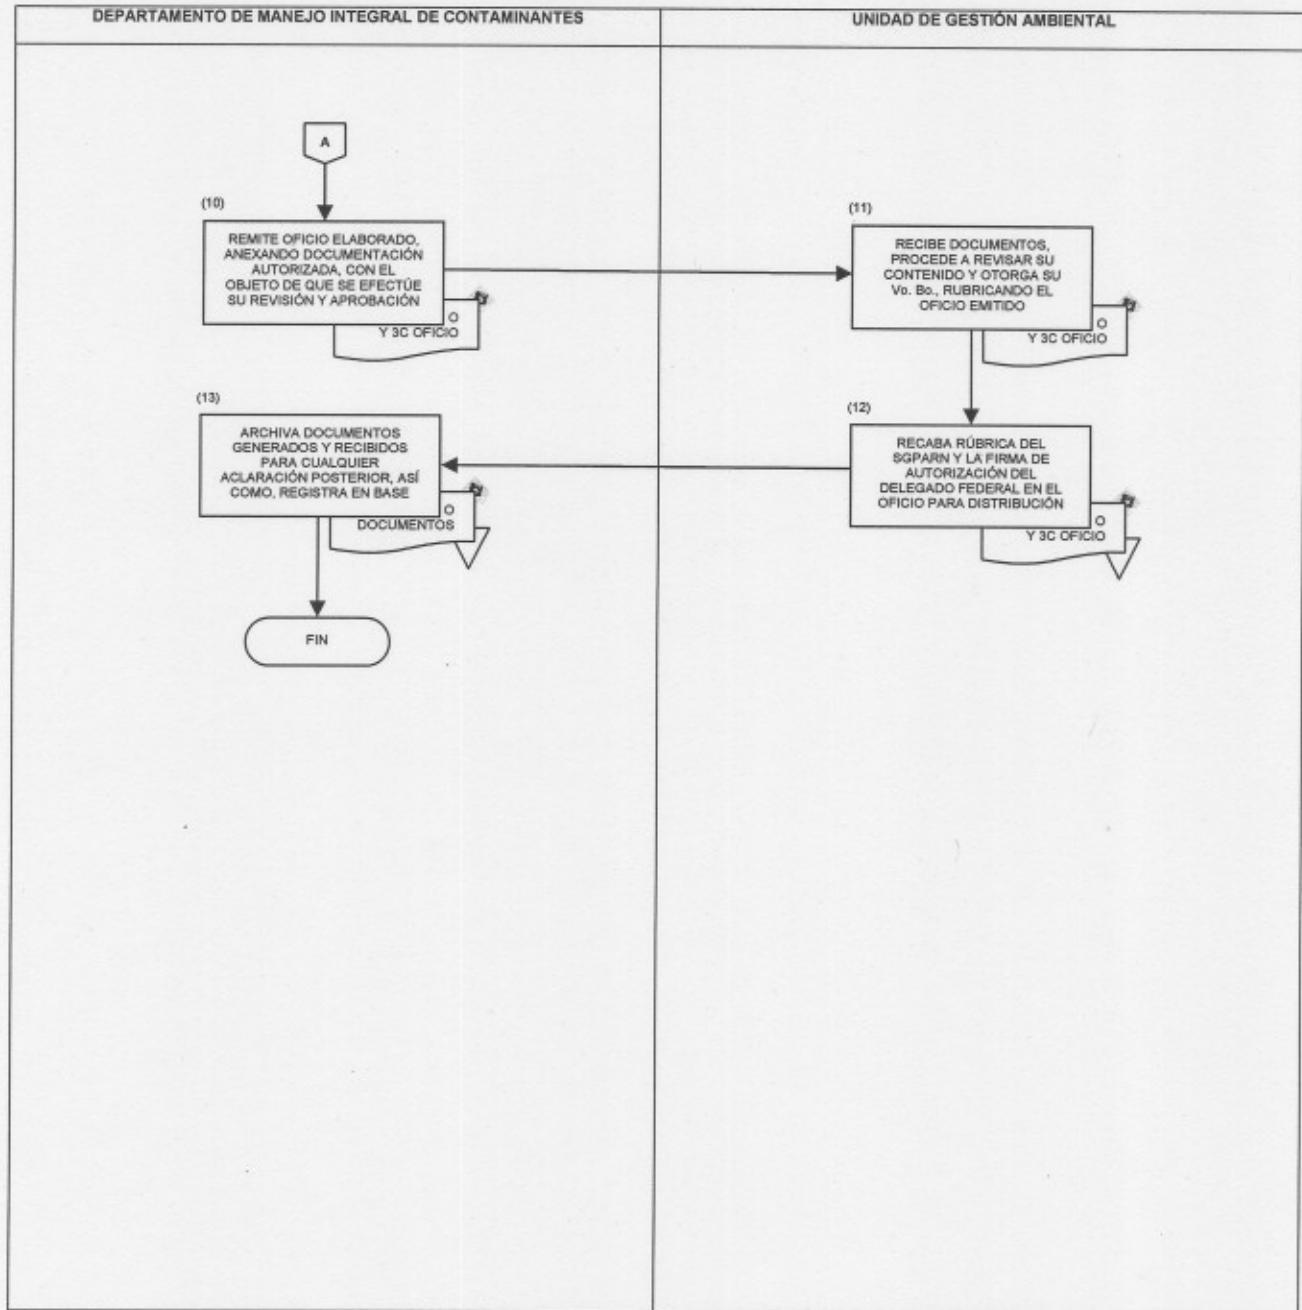 DEPARTAMENTO DE MANEJO INTEGRAL DE CONTAMINANTES
UNIDAD DE GESTIÓN AMBIENTAL
A
(10)
REMITE OFICIO ELABORADO,
ANEXANDO DOCUMENTACIÓN
AUTORIZADA, CON EL
OBJETO DE QUE SE EFECTÚE
SU REVISIÓN Y APROBACIÓN
O
Y 3C OFICIO
(11)
RECIBE DOCUMENTOS,
PROCEDE A REVISAR SU
CONTENIDO Y OTORGA SU
Vo. Bo., RUBRICANDO EL
OFICIO EMITIDO
O
Y 3C OFICIO
(12)
RECABA RÚBRICA DEL
SGPARN Y LA FIRMA DE
AUTORIZACIÓN DEL
DELEGADO FEDERAL EN EL
OFICIO PARA DISTRIBUCIÓN
O
Y 3C OFICIO
(13)
ARCHIVA DOCUMENTOS
GENERADOS Y RECIBIDOS
PARA CUALQUIER
ACLARACIÓN POSTERIOR, ASÍ
COMO, REGISTRA EN BASE
O
DOCUMENTOS
FIN